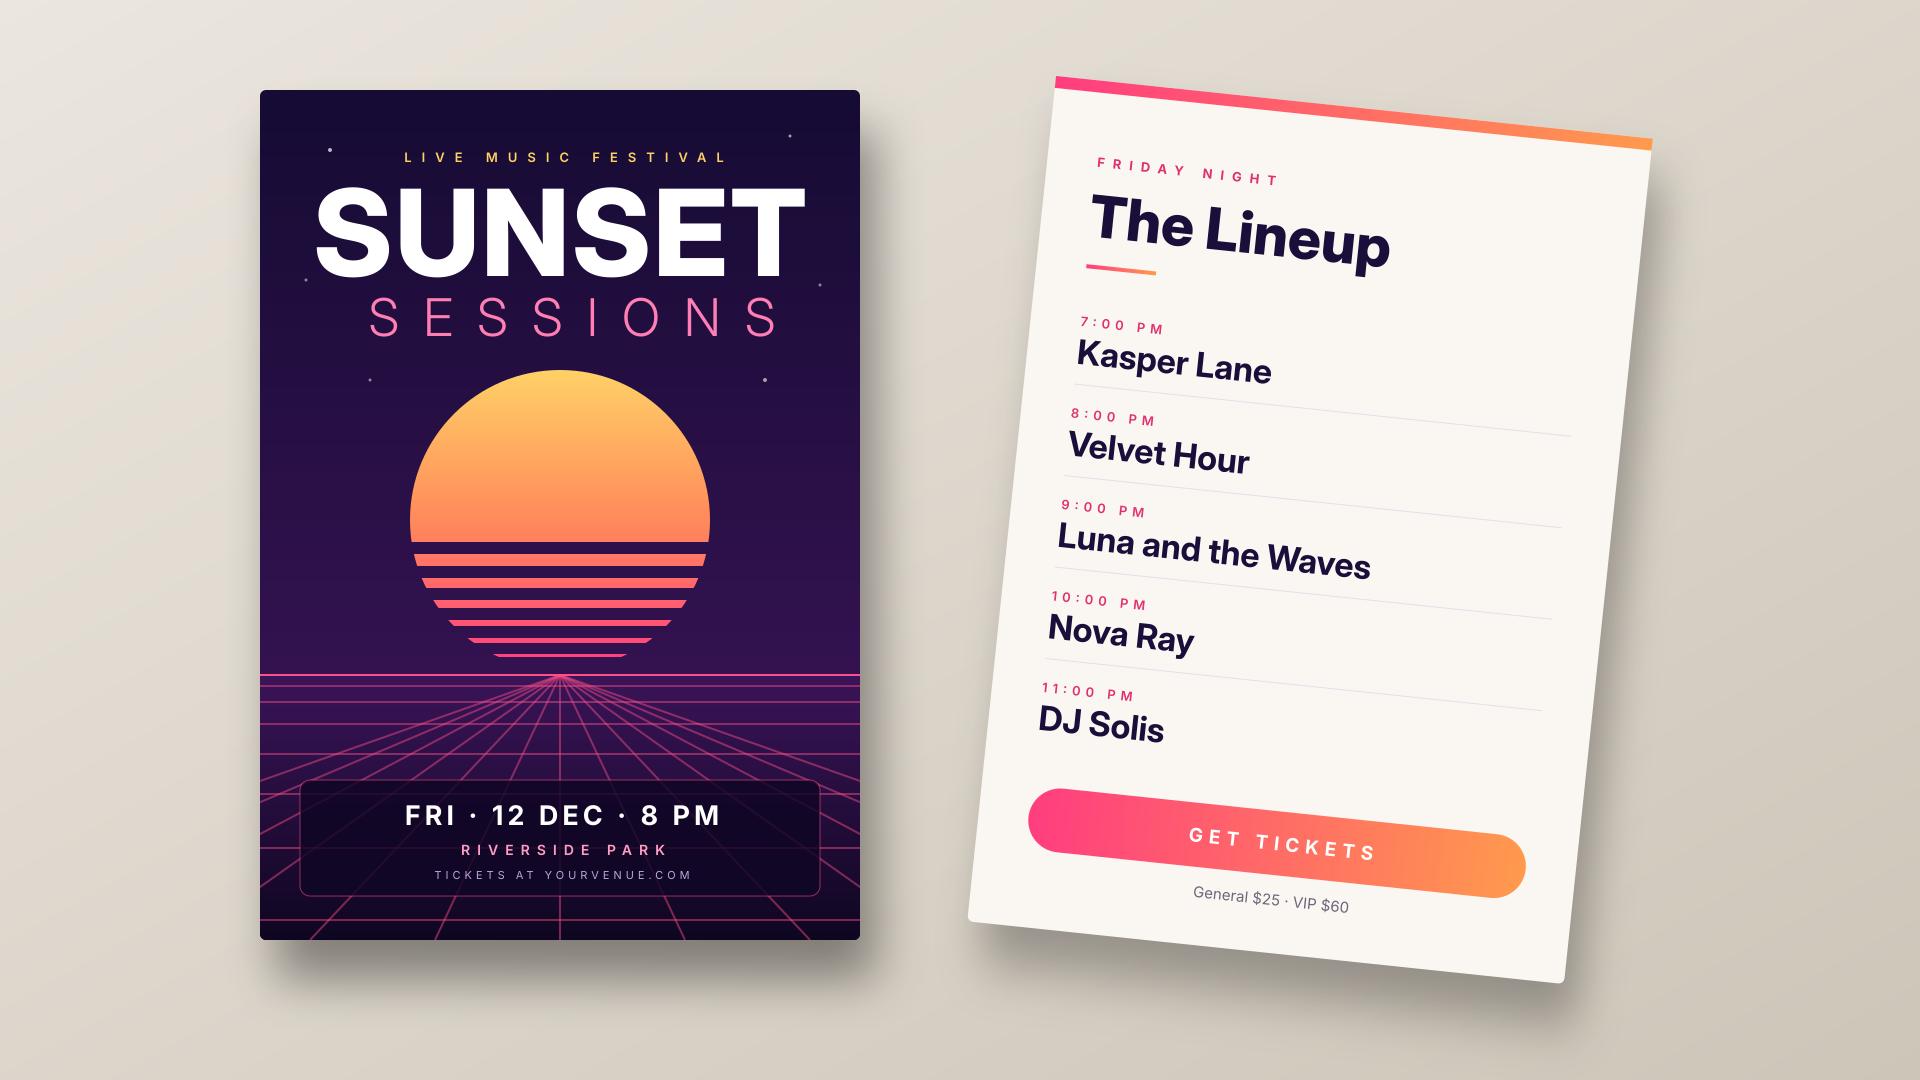 LIVE MUSIC FESTIVAL
SUNSET
SESSIONS
FRI · 12 DEC · 8 PM
RIVERSIDE PARK
TICKETS AT YOURVENUE.COM
FRIDAY NIGHT
The Lineup
7:00 PM
Kasper Lane
8:00 PM
Velvet Hour
9:00 PM
Luna and the Waves
10:00 PM
Nova Ray
11:00 PM
DJ Solis
GET TICKETS
General $25 · VIP $60